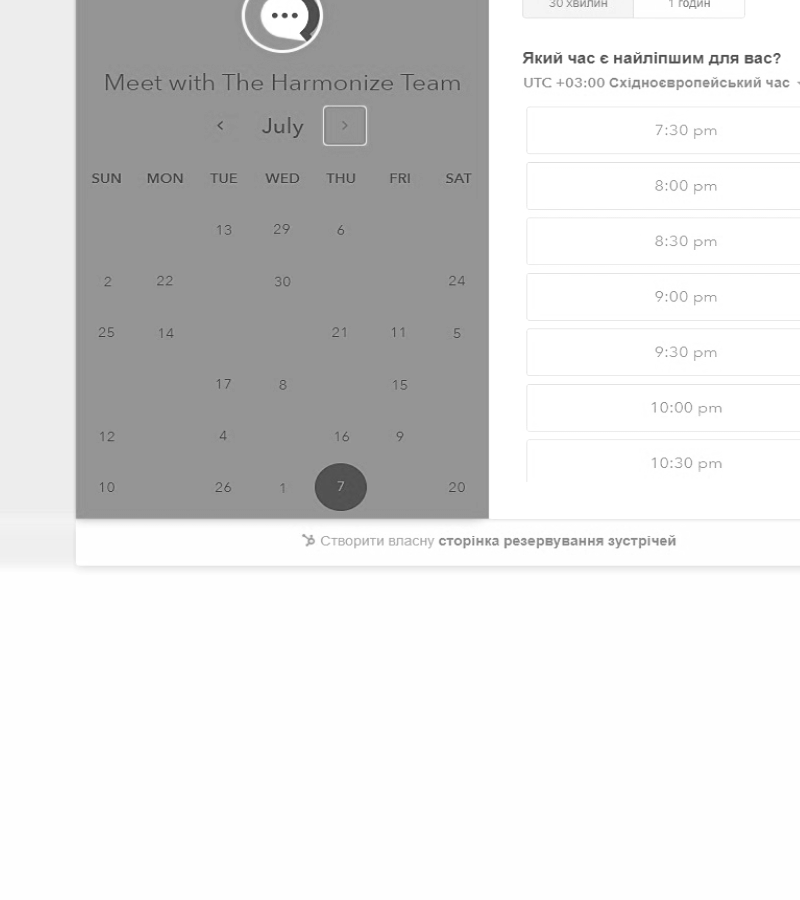 30 хвилин 1 годин
Meet with The Harmonize Team
July
SUN MON TUE WED THU FRI SAT
13 29 6
2 22 30 24
25 14 21 11 5
17 8 15
12 4 16 9
10 26 1 7 20
Який час є найліпшим для вас?
UTC +03:00 Східноєвропейський час
7:30 pm
8:00 pm
8:30 pm
9:00 pm
9:30 pm
10:00 pm
10:30 pm
Створити власну сторінка резервування зустрічей